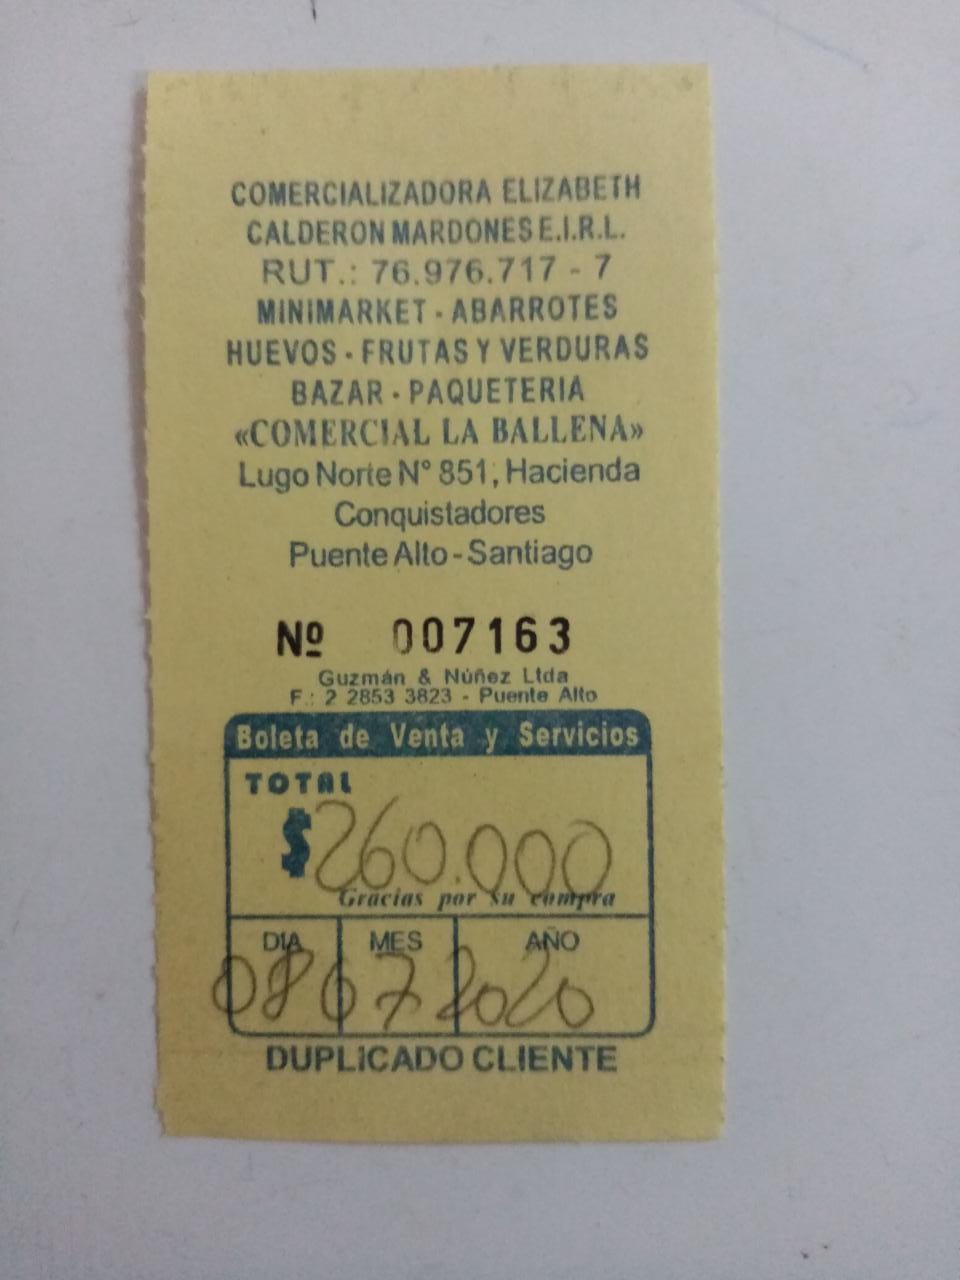 COMERCIALIZADORA ELIZABETH
CALDERON MARDONES E.I.R.L.
RUT.: 76.976.717 - 7
MINIMARKET - ABARROTES
HUEVOS - FRUTAS Y VERDURAS
BAZAR - PAQUETERIA
«COMERCIAL LA BALLENA»
Lugo Norte N° 851, Hacienda
Conquistadores
Puente Alto - Santiago
Nº 007163
Guzmán & Núñez Ltda
F.: 2 2853 3823 - Puente Alto
Boleta de Venta y Servicios
TOTAL
$ 260.000
Gracias por su compra
DIA MES AÑO
08 07 2020
DUPLICADO CLIENTE